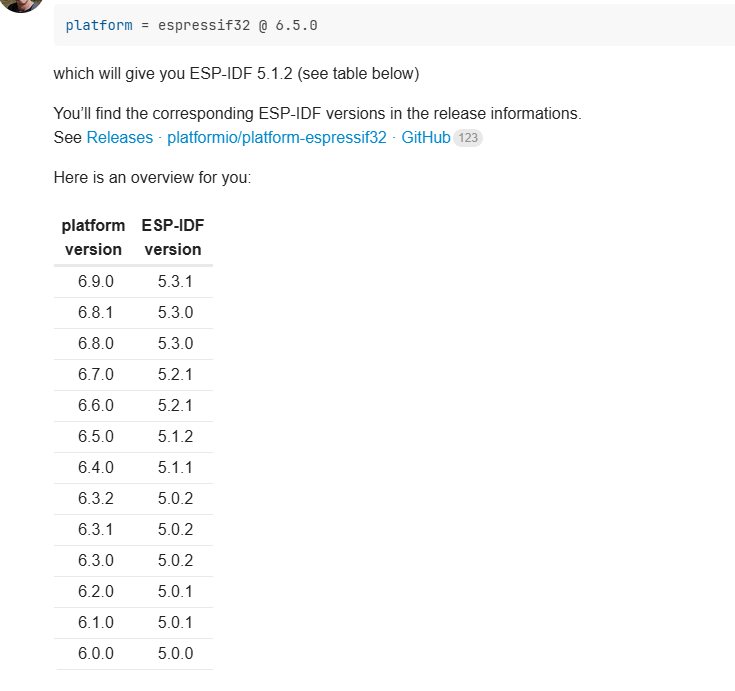 platform = espressif32 @ 6.5.0
which will give you ESP-IDF 5.1.2 (see table below)
You’ll find the corresponding ESP-IDF versions in the release informations.
See Releases · platformio/platform-espressif32 · GitHub 123
Here is an overview for you:
platform ESP-IDF
version version
6.9.0 5.3.1
6.8.1 5.3.0
6.8.0 5.3.0
6.7.0 5.2.1
6.6.0 5.2.1
6.5.0 5.1.2
6.4.0 5.1.1
6.3.2 5.0.2
6.3.1 5.0.2
6.3.0 5.0.2
6.2.0 5.0.1
6.1.0 5.0.1
6.0.0 5.0.0